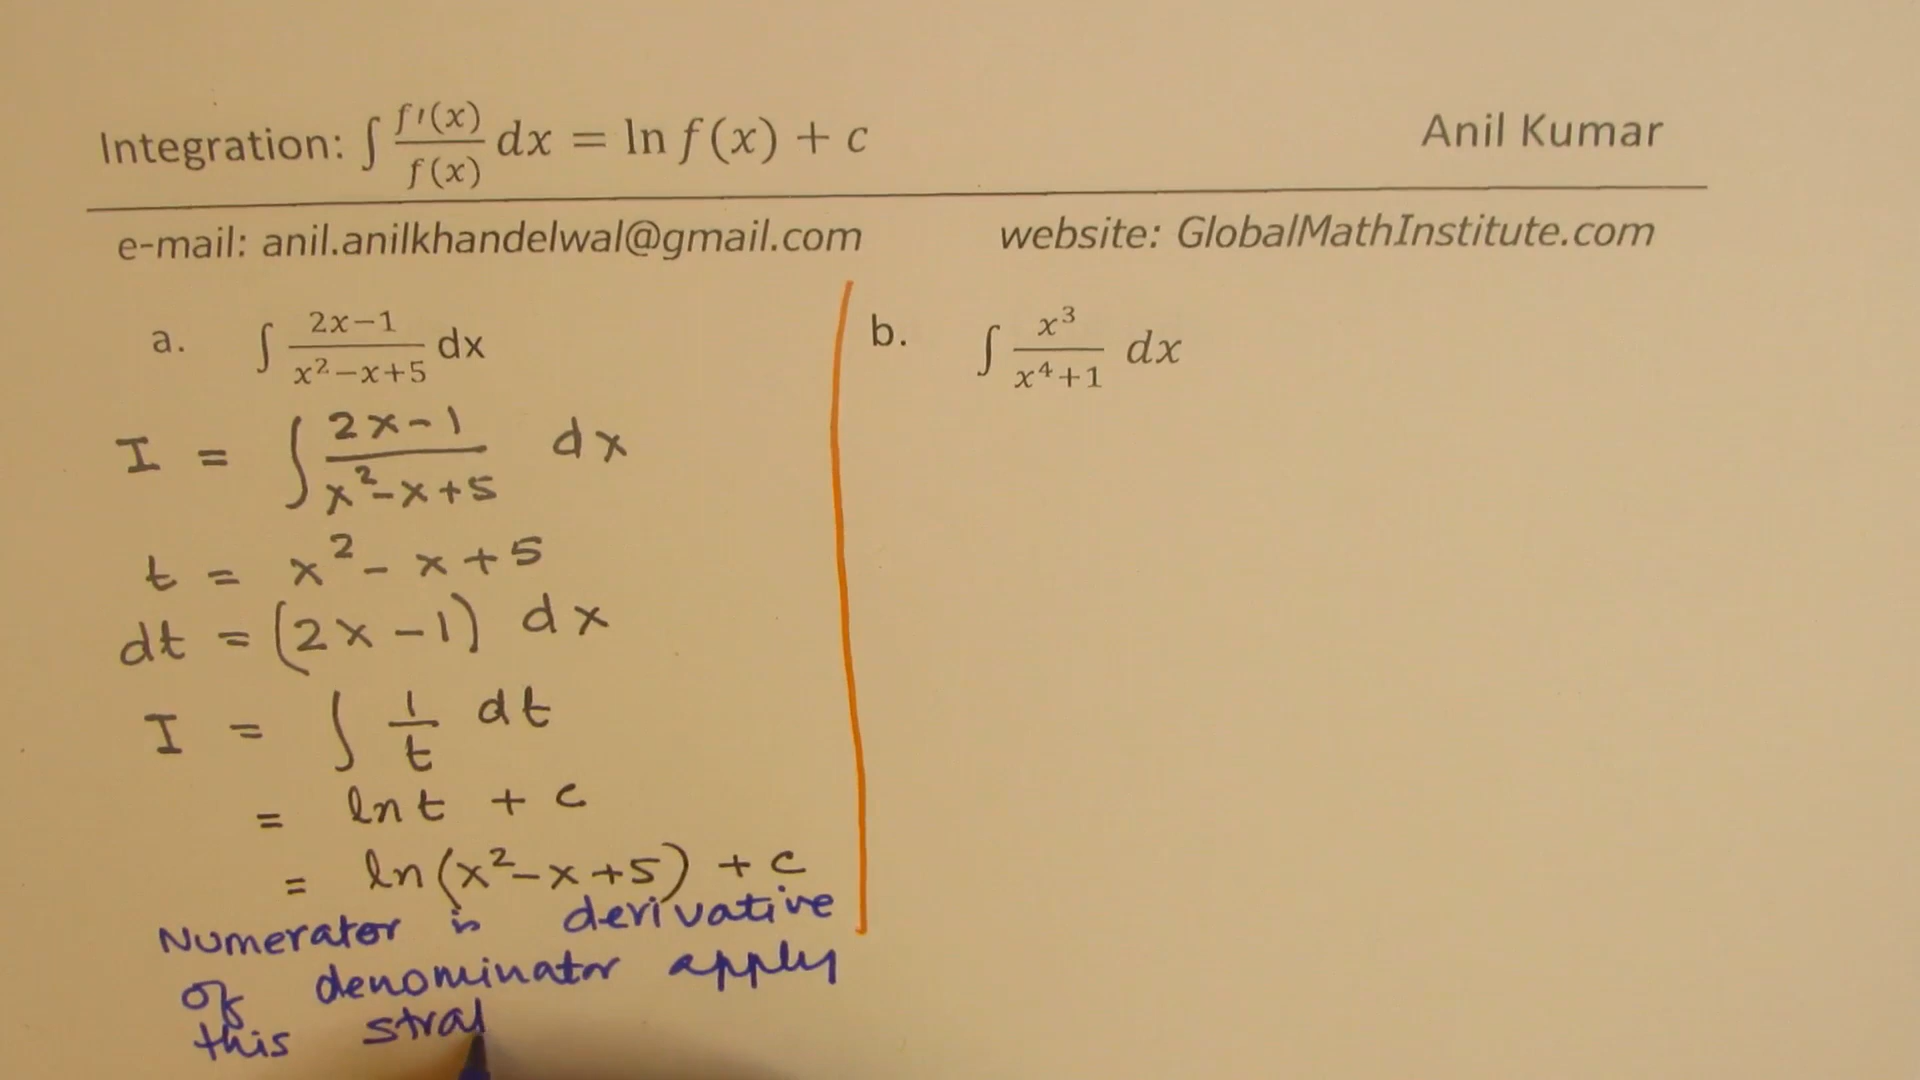 Integration: ∫ f′(x)/f(x) dx = ln f(x) + c
Anil Kumar
e-mail: anil.anilkhandelwal@gmail.com
website: GlobalMathInstitute.com
a. ∫ 2x−1/x²−x+5 dx
I = ∫ 2x-1/x²-x+5 dx
t = x² - x + 5
dt = (2x - 1) dx
I = ∫ 1/t dt
= ln t + c
= ln (x²-x+5) + c
Numerator is derivative
of denominator apply
this strat
b. ∫ x³/x⁴+1 dx